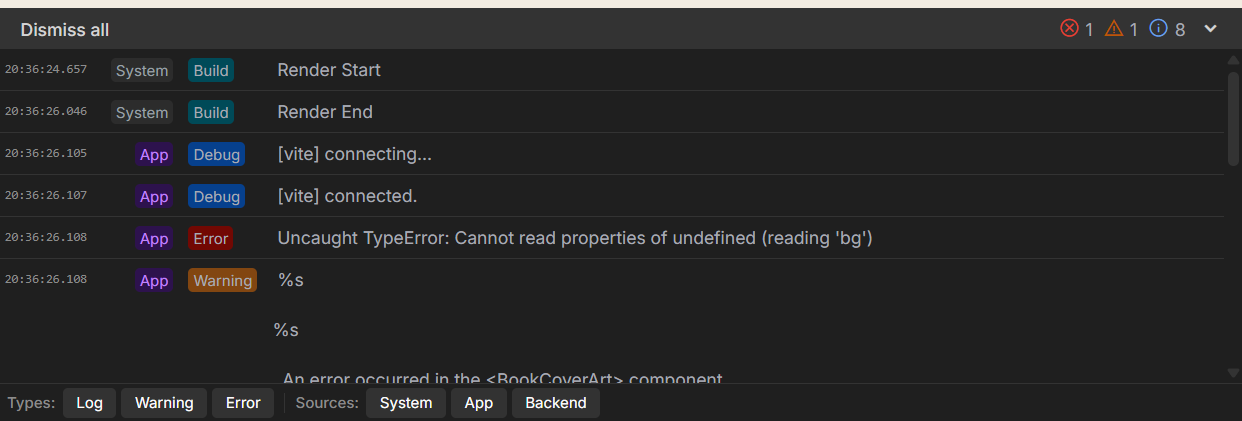 Dismiss all 1 1 8
20:36:24.657 System Build Render Start
20:36:26.046 System Build Render End
20:36:26.105 App Debug [vite] connecting...
20:36:26.107 App Debug [vite] connected.
20:36:26.108 App Error Uncaught TypeError: Cannot read properties of undefined (reading 'bg')
20:36:26.108 App Warning %s
%s
An error occurred in the <BookCoverArt> component
Types: Log Warning Error Sources: System App Backend